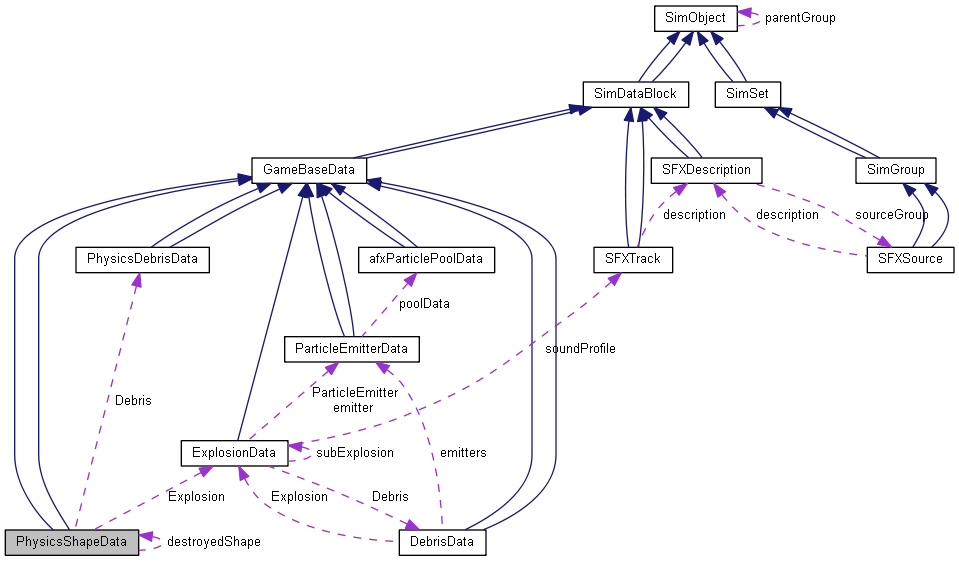 SimObject
parentGroup
SimDataBlock
SimSet
GameBaseData
SFXDescription
SimGroup
description
description
sourceGroup
PhysicsDebrisData
afxParticlePoolData
SFXTrack
SFXSource
poolData
ParticleEmitterData
soundProfile
Debris
ParticleEmitter
emitter
ExplosionData
subExplosion
emitters
Explosion
Explosion
Debris
PhysicsShapeData
destroyedShape
DebrisData